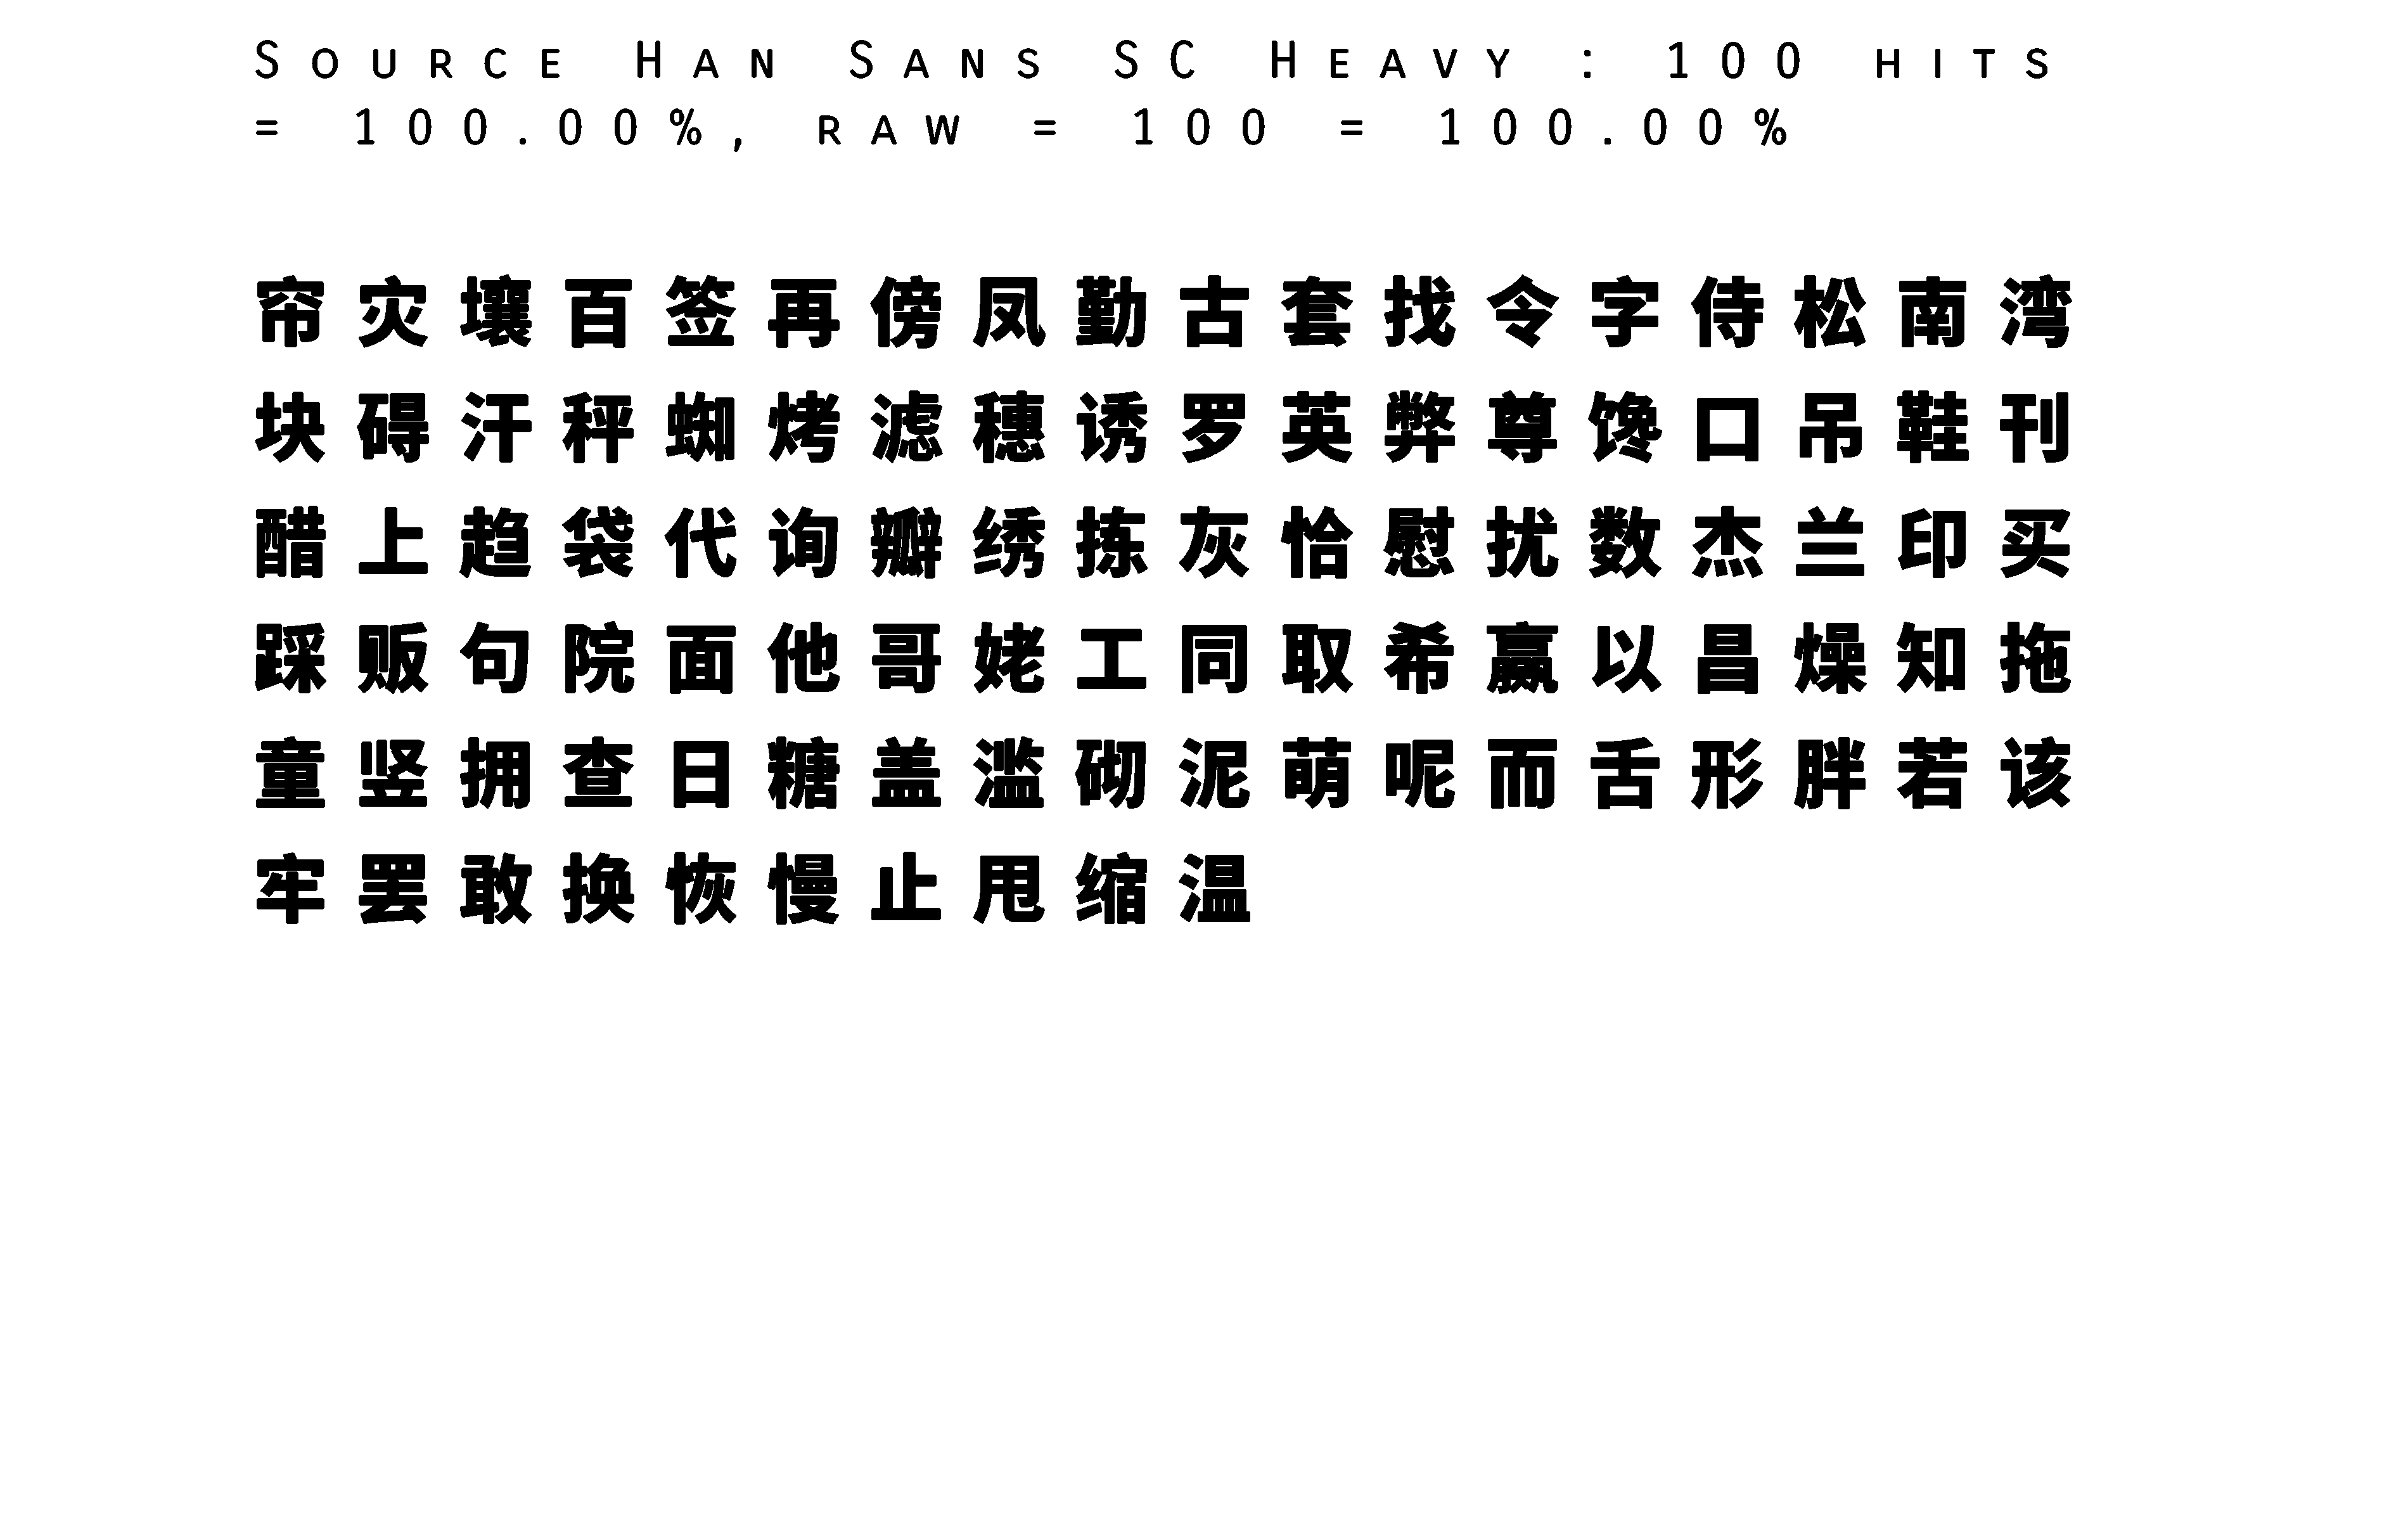 Source Han Sans SC Heavy : 100 hits
= 100.00%, raw = 100 = 100.00%
帘灾壤百签再傍凤勤古套找令字侍松南湾
块碍汗秤蜘烤滤穗诱罗英弊尊馋口吊鞋刊
醋上趋袋代询瓣绣拣灰恰慰扰数杰兰印买
踩贩句院面他哥姥工同取希赢以昌燥知拖
童竖拥查日糖盖滥砌泥萌呢而舌形胖若该
牢罢敢换恢慢止甩缩温